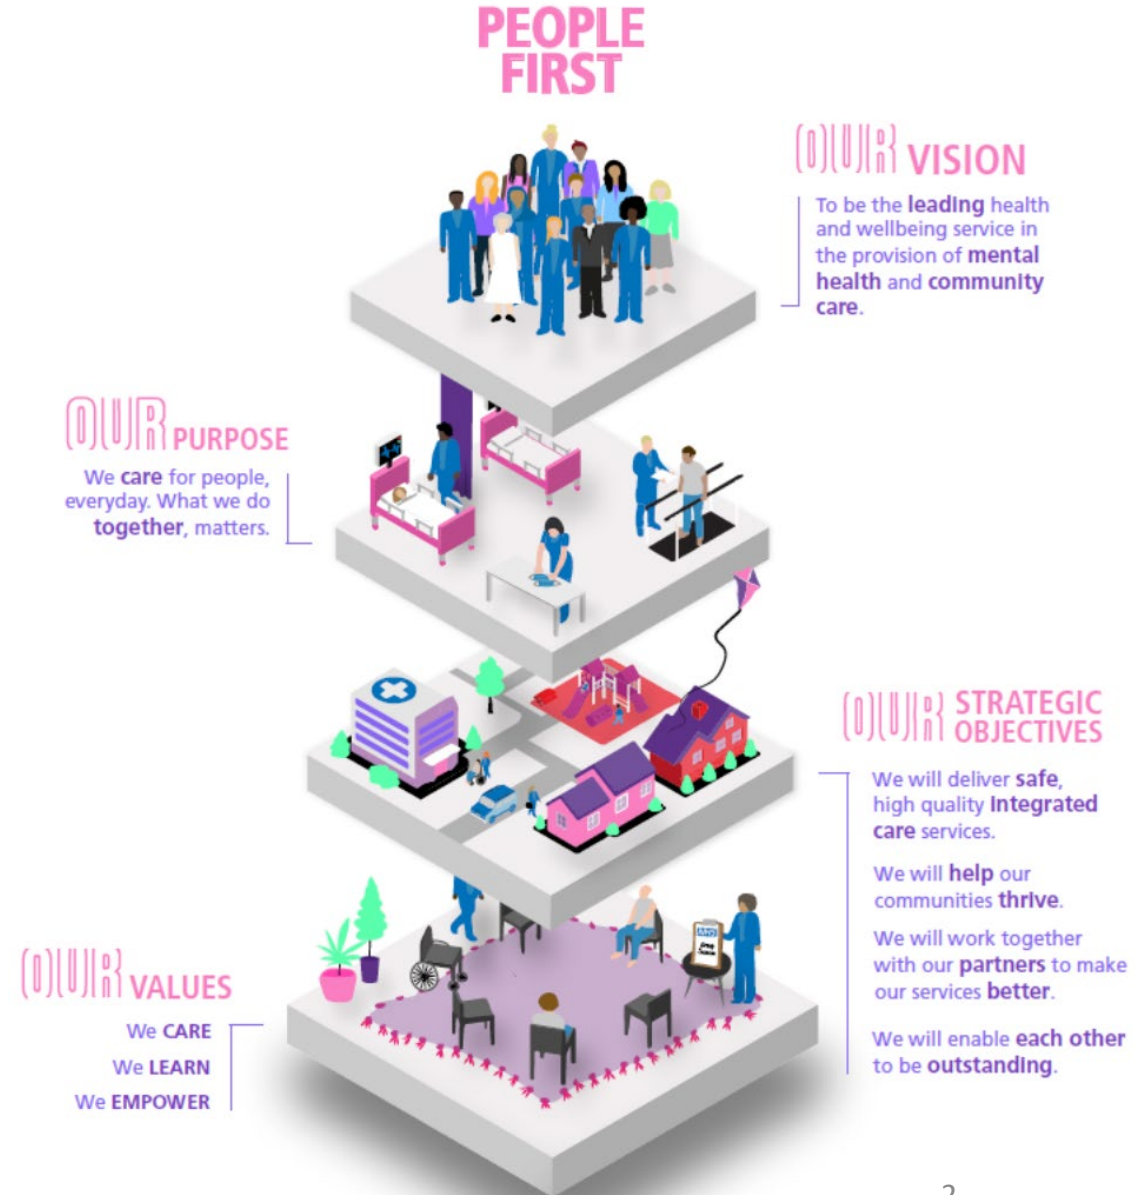 PEOPLE
FIRST
OUR VISION
To be the leading health
and wellbeing service in
the provision of mental
health and community
care.
OUR PURPOSE
We care for people,
everyday. What we do
together, matters.
OUR STRATEGIC
OBJECTIVES
We will deliver safe,
high quality integrated
care services.
We will help our
communities thrive.
We will work together
with our partners to make
our services better.
We will enable each other
to be outstanding.
OUR VALUES
We CARE
We LEARN
We EMPOWER
NHS